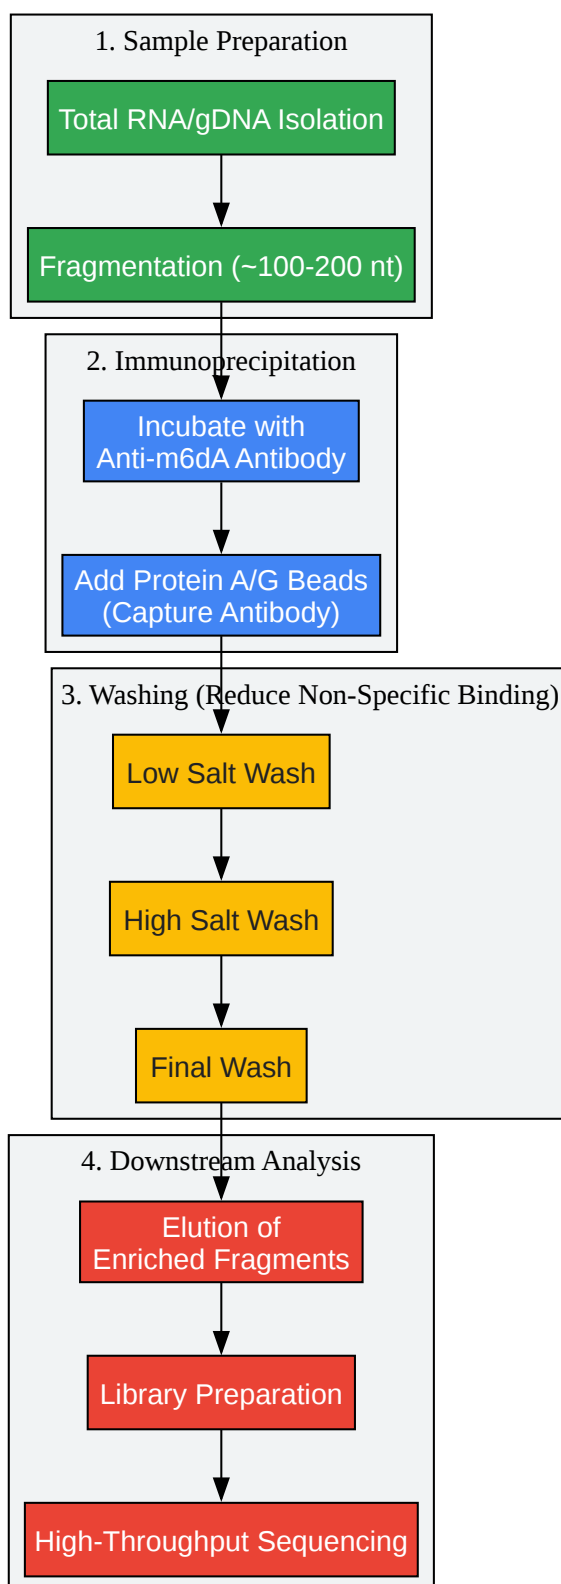 1. Sample Preparation
Total RNA/gDNA Isolation
Fragmentation (~100-200 nt)
2. Immunoprecipitation
Incubate with
Anti-m6dA Antibody
Add Protein A/G Beads
(Capture Antibody)
3. Washing (Reduce Non-Specific Binding)
Low Salt Wash
High Salt Wash
Final Wash
4. Downstream Analysis
Elution of
Enriched Fragments
Library Preparation
High-Throughput Sequencing